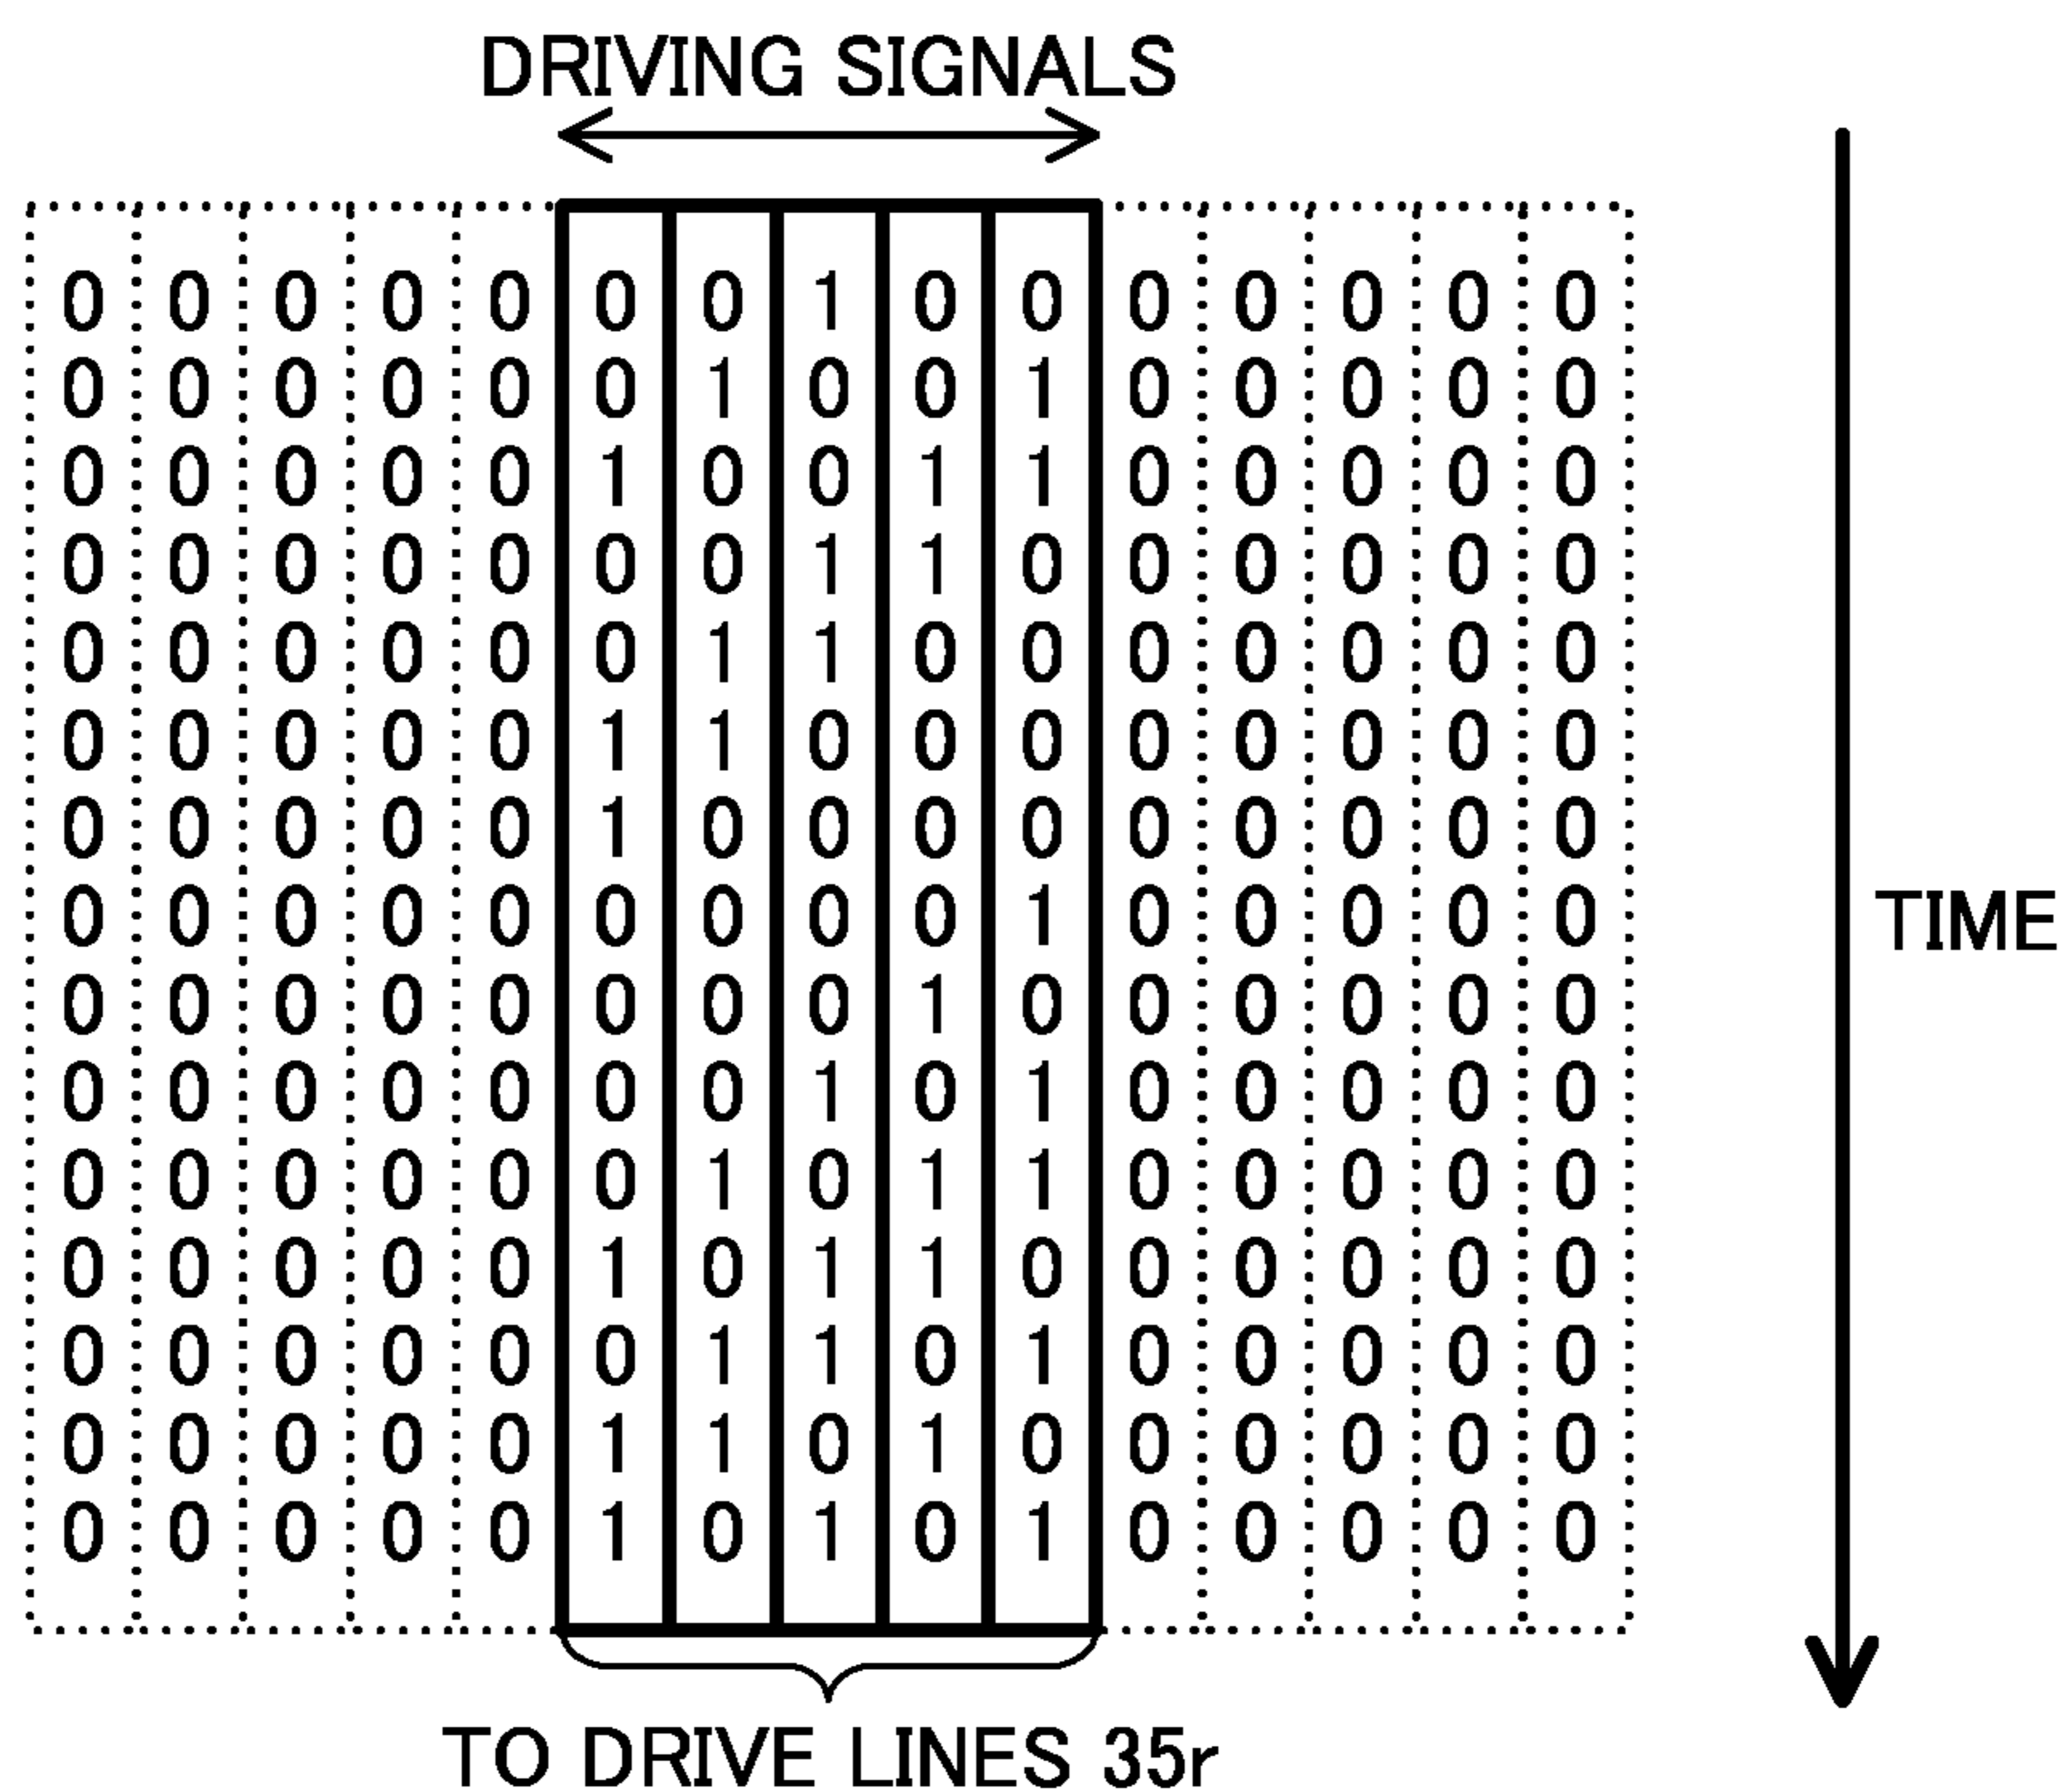 DRIVING SIGNALS
0 0 0 0 0 0 0 1 0 0 0 0 0 0 0
0 0 0 0 0 0 1 0 0 1 0 0 0 0 0
0 0 0 0 0 1 0 0 1 1 0 0 0 0 0
0 0 0 0 0 0 0 1 1 0 0 0 0 0 0
0 0 0 0 0 0 1 1 0 0 0 0 0 0 0
0 0 0 0 0 1 1 0 0 0 0 0 0 0 0
0 0 0 0 0 1 0 0 0 0 0 0 0 0 0
0 0 0 0 0 0 0 0 0 1 0 0 0 0 0
TIME
0 0 0 0 0 0 0 0 1 0 0 0 0 0 0
0 0 0 0 0 0 0 1 0 1 0 0 0 0 0
0 0 0 0 0 0 1 0 1 1 0 0 0 0 0
0 0 0 0 0 1 0 1 1 0 0 0 0 0 0
0 0 0 0 0 0 1 1 0 1 0 0 0 0 0
0 0 0 0 0 1 1 0 1 0 0 0 0 0 0
0 0 0 0 0 1 0 1 0 1 0 0 0 0 0
TO DRIVE LINES 35r